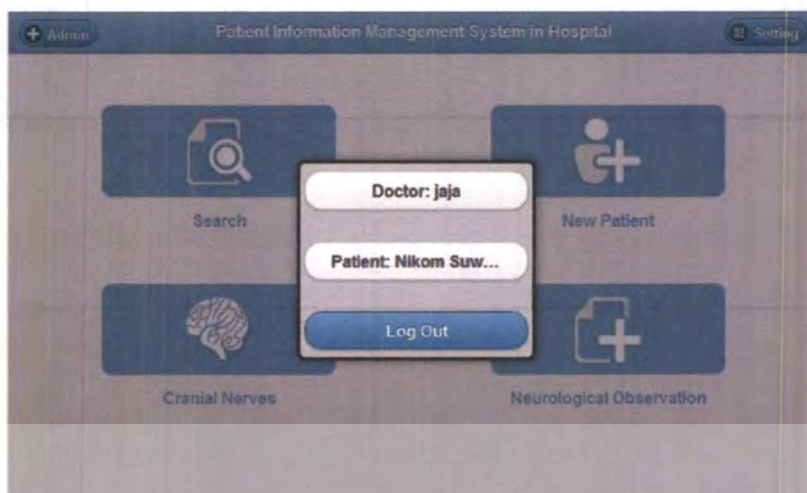 Admin
Patient Information Management System in Hospital
Setting
Doctor: jaja
Search
New Patient
Patient: Nikom Suw...
Log Out
Cranial Nerves
Neurological Observation